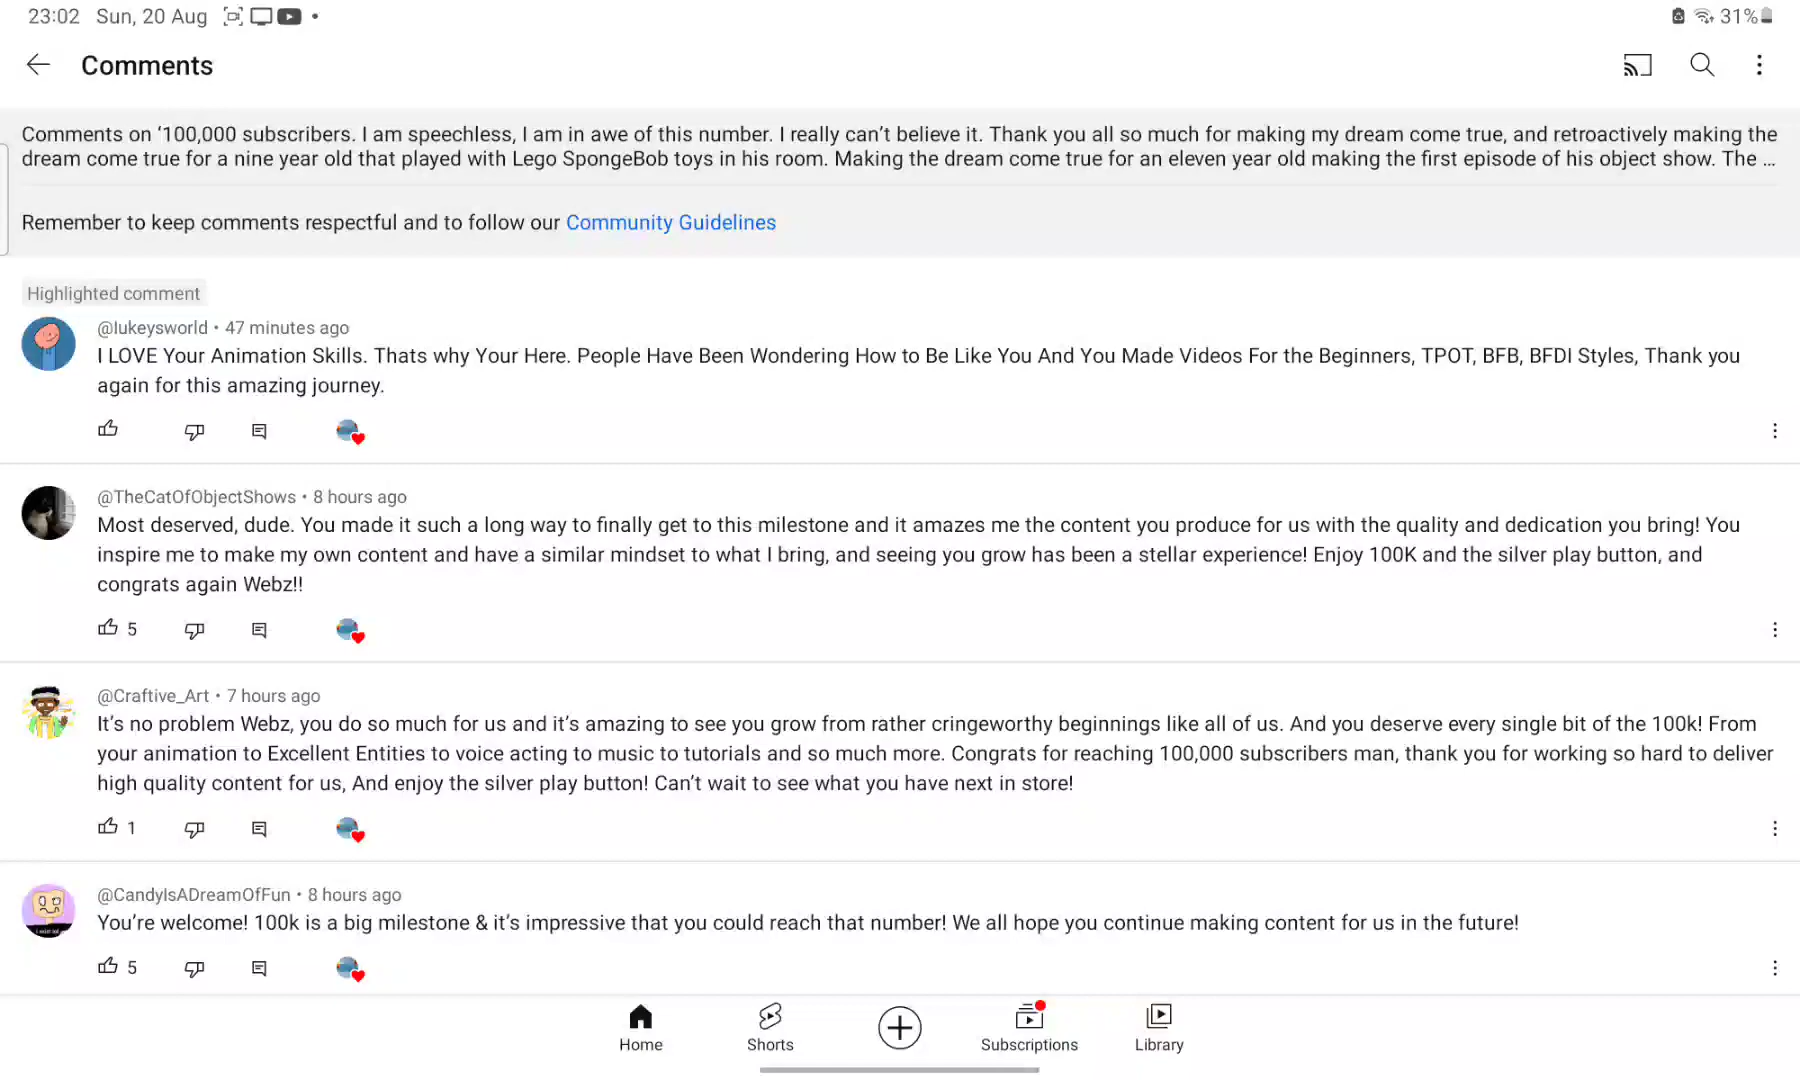 23:02 Sun, 20 Aug
31%
Comments
Comments on ‘100,000 subscribers. I am speechless, I am in awe of this number. I really can’t believe it. Thank you all so much for making my dream come true, and retroactively making the
dream come true for a nine year old that played with Lego SpongeBob toys in his room. Making the dream come true for an eleven year old making the first episode of his object show. The ...
Remember to keep comments respectful and to follow our Community Guidelines
Highlighted comment
@lukeysworld • 47 minutes ago
I LOVE Your Animation Skills. Thats why Your Here. People Have Been Wondering How to Be Like You And You Made Videos For the Beginners, TPOT, BFB, BFDI Styles, Thank you
again for this amazing journey.
@TheCatOfObjectShows • 8 hours ago
Most deserved, dude. You made it such a long way to finally get to this milestone and it amazes me the content you produce for us with the quality and dedication you bring! You
inspire me to make my own content and have a similar mindset to what I bring, and seeing you grow has been a stellar experience! Enjoy 100K and the silver play button, and
congrats again Webz!!
5
@Craftive_Art • 7 hours ago
It’s no problem Webz, you do so much for us and it’s amazing to see you grow from rather cringeworthy beginnings like all of us. And you deserve every single bit of the 100k! From
your animation to Excellent Entities to voice acting to music to tutorials and so much more. Congrats for reaching 100,000 subscribers man, thank you for working so hard to deliver
high quality content for us, And enjoy the silver play button! Can’t wait to see what you have next in store!
1
@CandyIsADreamOfFun • 8 hours ago
You’re welcome! 100k is a big milestone & it’s impressive that you could reach that number! We all hope you continue making content for us in the future!
5
Home
Shorts
Subscriptions
Library